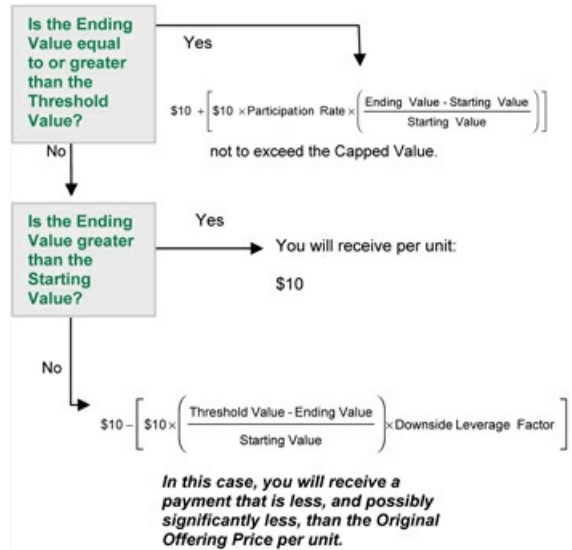 Is the Ending
Value equal
to or greater
than the
Threshold
Value?
Yes
$10 + [$10 × Participation Rate × (Ending Value - Starting Value / Starting Value)]
not to exceed the Capped Value.
No
Is the Ending
Value greater
than the
Starting
Value?
Yes
You will receive per unit:
$10
No
$10 – [$10 × (Threshold Value - Ending Value / Starting Value) × Downside Leverage Factor]
In this case, you will receive a
payment that is less, and possibly
significantly less, than the Original
Offering Price per unit.